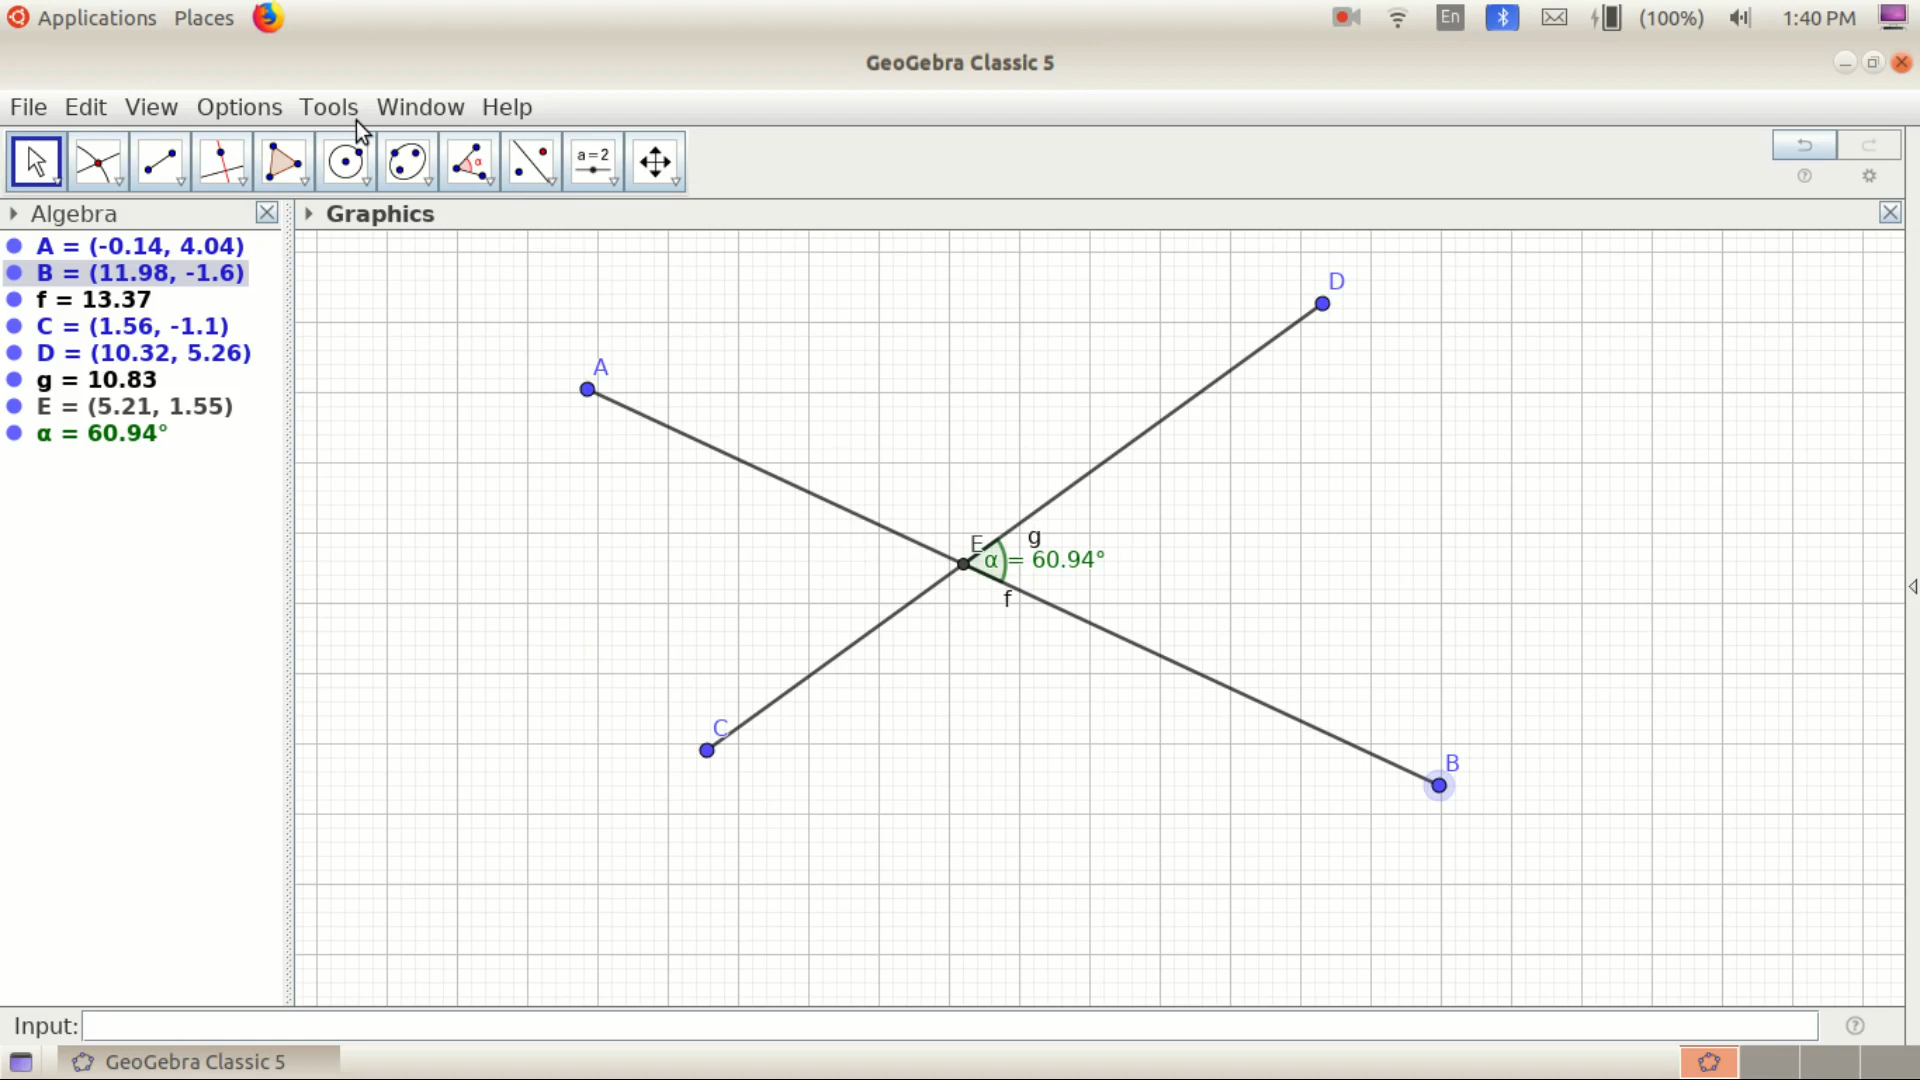 Applications Places En (100%) 1:40 PM
GeoGebra Classic 5
File Edit View Options Tools Window Help
α a=2
Algebra Graphics
A = (-0.14, 4.04)
B = (11.98, -1.6)
f = 13.37
C = (1.56, -1.1)
D = (10.32, 5.26)
g = 10.83
E = (5.21, 1.55)
α = 60.94°
D
A
E g
α = 60.94°
f
C
B
Input:
GeoGebra Classic 5